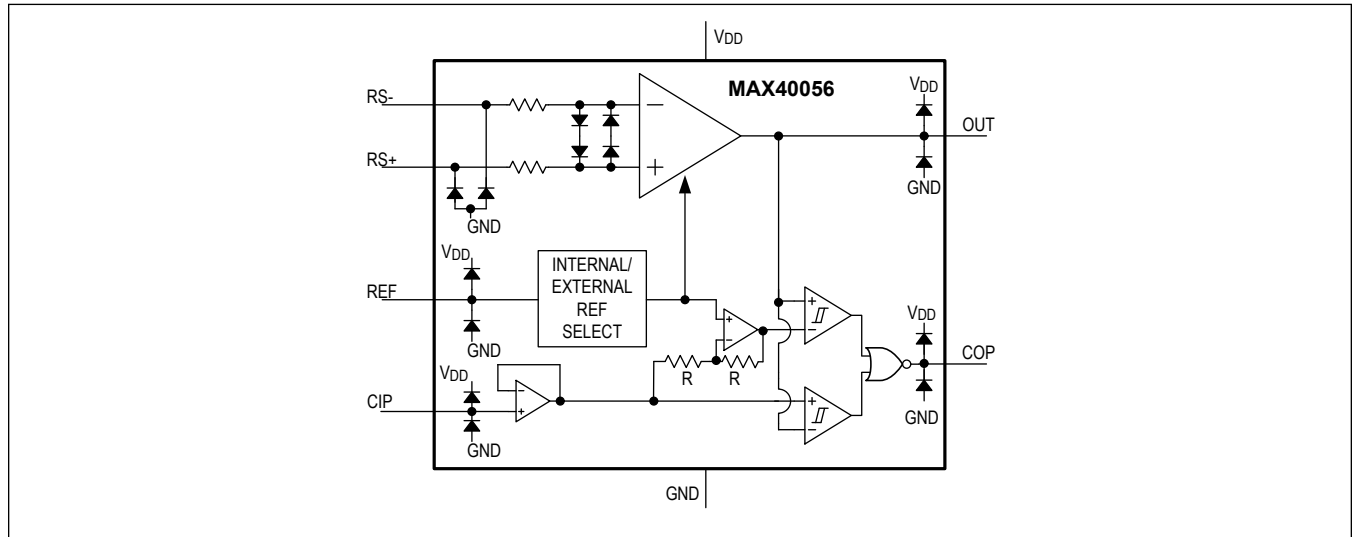 VDD
MAX40056
RS-
VDD
OUT
RS+
GND
GND
VDD
INTERNAL/
EXTERNAL
REF
SELECT
REF
GND
VDD
COP
R
R
VDD
CIP
GND
GND
GND